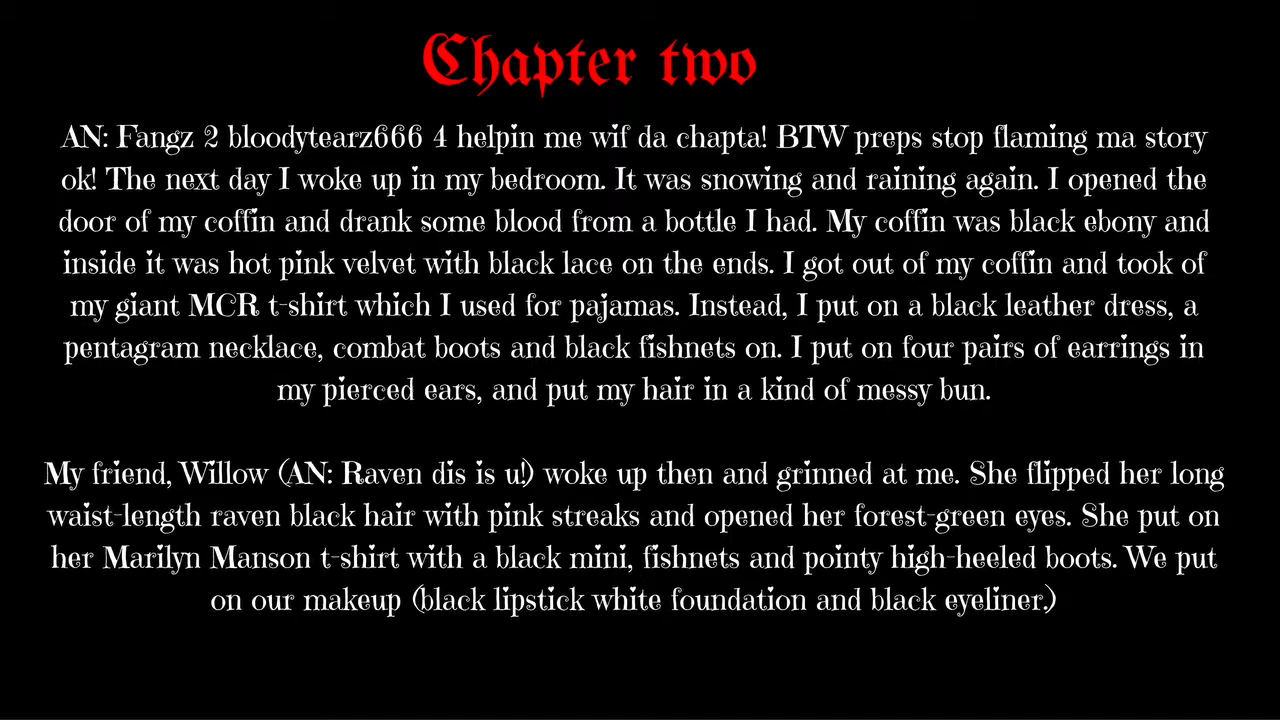 Chapter two
AN: Fangz 2 bloodytearz666 4 helpin me wif da chapta! BTW preps stop flaming ma story
ok! The next day I woke up in my bedroom. It was snowing and raining again. I opened the
door of my coffin and drank some blood from a bottle I had. My coffin was black ebony and
inside it was hot pink velvet with black lace on the ends. I got out of my coffin and took of
my giant MCR t-shirt which I used for pajamas. Instead, I put on a black leather dress, a
pentagram necklace, combat boots and black fishnets on. I put on four pairs of earrings in
my pierced ears, and put my hair in a kind of messy bun.
My friend, Willow (AN: Raven dis is u!) woke up then and grinned at me. She flipped her long
waist-length raven black hair with pink streaks and opened her forest-green eyes. She put on
her Marilyn Manson t-shirt with a black mini, fishnets and pointy high-heeled boots. We put
on our makeup (black lipstick white foundation and black eyeliner.)